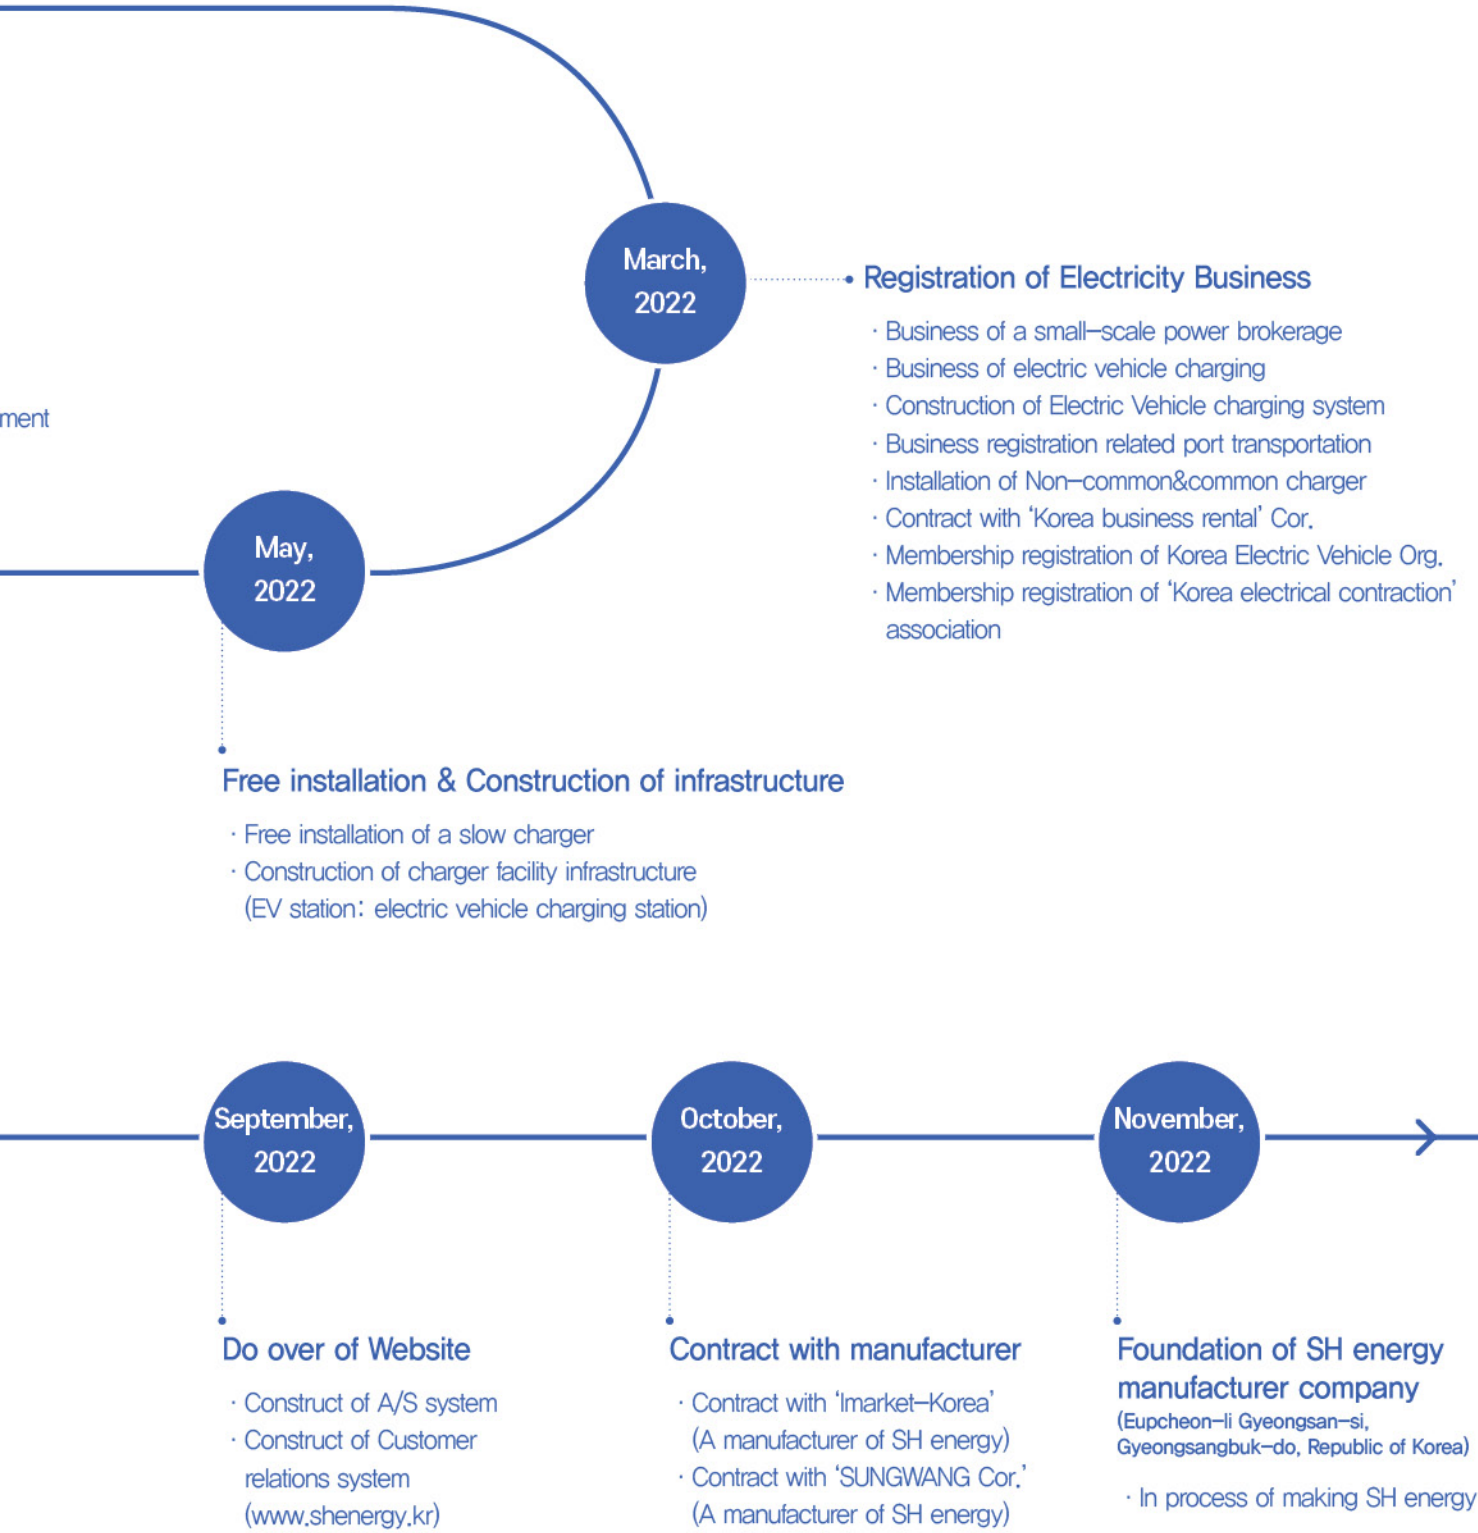 March,
2022
Registration of Electricity Business
· Business of a small-scale power brokerage
· Business of electric vehicle charging
· Construction of Electric Vehicle charging system
· Business registration related port transportation
· Installation of Non-common&common charger
· Contract with ‘Korea business rental’ Cor.
· Membership registration of Korea Electric Vehicle Org.
· Membership registration of ‘Korea electrical contraction’
association
ment
May,
2022
Free installation & Construction of infrastructure
· Free installation of a slow charger
· Construction of charger facility infrastructure
(EV station: electric vehicle charging station)
September,
2022
Do over of Website
· Construct of A/S system
· Construct of Customer
relations system
(www.shenergy.kr)
October,
2022
Contract with manufacturer
· Contract with ‘Imarket-Korea’
(A manufacturer of SH energy)
· Contract with ‘SUNGWANG Cor.’
(A manufacturer of SH energy)
November,
2022
Foundation of SH energy
manufacturer company
(Eupcheon-li Gyeongsan-si,
Gyeongsangbuk-do, Republic of Korea)
· In process of making SH energy